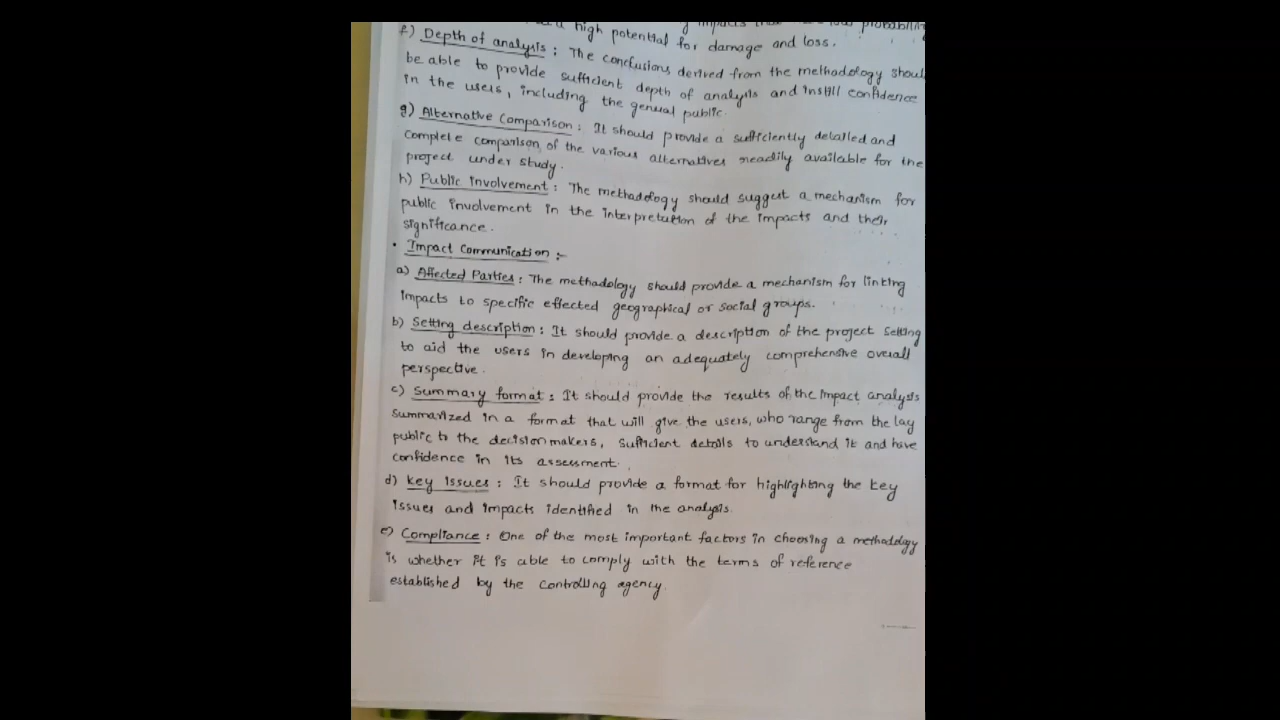 high potential for damage and loss.
f) Depth of analysis : The conclusions derived from the methodology shoul
be able to provide sufficient depth of analysis and instill confidence
in the users, including the general public.
g) Alternative Comparison : It should provide a sufficiently detailed and
complete comparison of the various alternatives readily available for the
project under study.
h) Public involvement : The methodology should suggest a mechanism for
public involvement in the interpretation of the impacts and their
significance.
• Impact Communication :-
a) Affected Parties : The methodology should provide a mechanism for linking
impacts to specific effected geographical or social groups.
b) Setting description : It should provide a description of the project setting
to aid the users in developing an adequately comprehensive overall
perspective.
c) Summary format : It should provide the results of the impact analysis
summarized in a format that will give the users, who range from the lay
public to the decision makers, sufficient details to understand it and have
confidence in its assessment.
d) Key Issues : It should provide a format for highlighting the key
issues and impacts identified in the analysis.
e) Compliance : One of the most important factors in choosing a methodology
is whether it is able to comply with the terms of reference
established by the controlling agency.